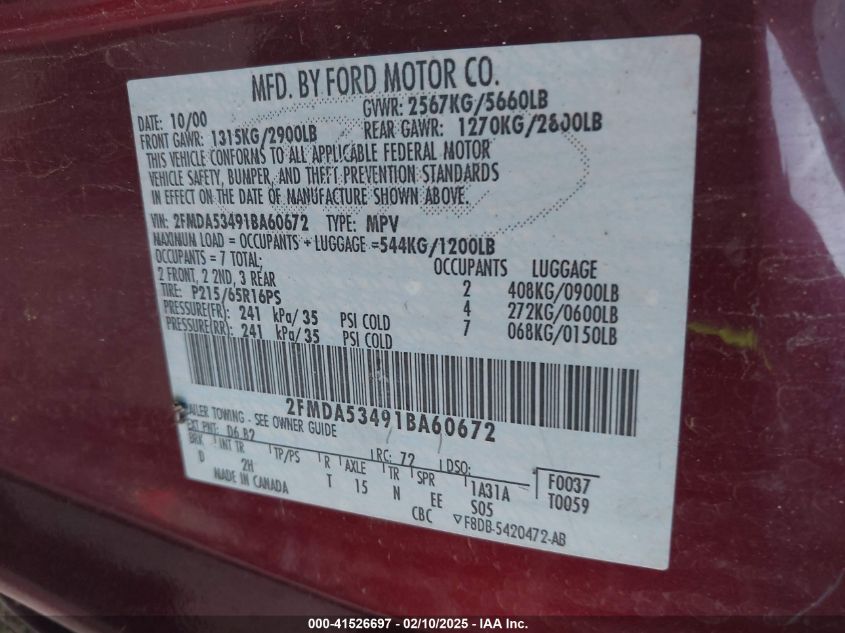 MFD. BY FORD MOTOR CO.
DATE: 10/00 GVWR: 2567KG/5660LB
FRONT GAWR: 1315KG/2900LB REAR GAWR: 1270KG/2800LB
THIS VEHICLE CONFORMS TO ALL APPLICABLE FEDERAL MOTOR
VEHICLE SAFETY, BUMPER, AND THEFT PREVENTION STANDARDS
IN EFFECT ON THE DATE OF MANUFACTURE SHOWN ABOVE.
VIN: 2FMDA53491BA60672 TYPE: MPV
MAXIMUM LOAD = OCCUPANTS + LUGGAGE =544KG/1200LB
OCCUPANTS = 7 TOTAL; OCCUPANTS LUGGAGE
2 FRONT, 2 2ND, 3 REAR 2 408KG/0900LB
TIRE: P215/65R16PS 4 272KG/0600LB
PRESSURE(FR): 241 kPa/35 PSI COLD 7 068KG/0150LB
PRESSURE(RR): 241 kPa/35 PSI COLD
2FMDA53491BA60672
AILER TOWING - SEE OWNER GUIDE
EXT PNT: D6 B2 RC: 72 DSO:
BRK INT TR TP/PS R AXLE TR SPR F0037
D 2H T 15 N EE 1A31A T0059
MADE IN CANADA S05
CBC ▽F8DB-5420472-AB
000-41526697 - 02/10/2025 - IAA Inc.